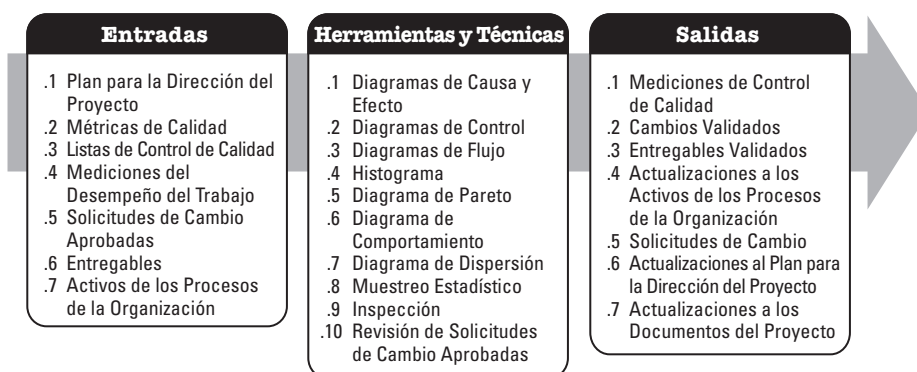 Entradas
.1 Plan para la Dirección del
Proyecto
.2 Métricas de Calidad
.3 Listas de Control de Calidad
.4 Mediciones del
Desempeño del Trabajo
.5 Solicitudes de Cambio
Aprobadas
.6 Entregables
.7 Activos de los Procesos
de la Organización
Herramientas y Técnicas
.1 Diagramas de Causa y
Efecto
.2 Diagramas de Control
.3 Diagramas de Flujo
.4 Histograma
.5 Diagrama de Pareto
.6 Diagrama de
Comportamiento
.7 Diagrama de Dispersión
.8 Muestreo Estadístico
.9 Inspección
.10 Revisión de Solicitudes
de Cambio Aprobadas
Salidas
.1 Mediciones de Control
de Calidad
.2 Cambios Validados
.3 Entregables Validados
.4 Actualizaciones a los
Activos de los Procesos
de la Organización
.5 Solicitudes de Cambio
.6 Actualizaciones al Plan para
la Dirección del Proyecto
.7 Actualizaciones a los
Documentos del Proyecto